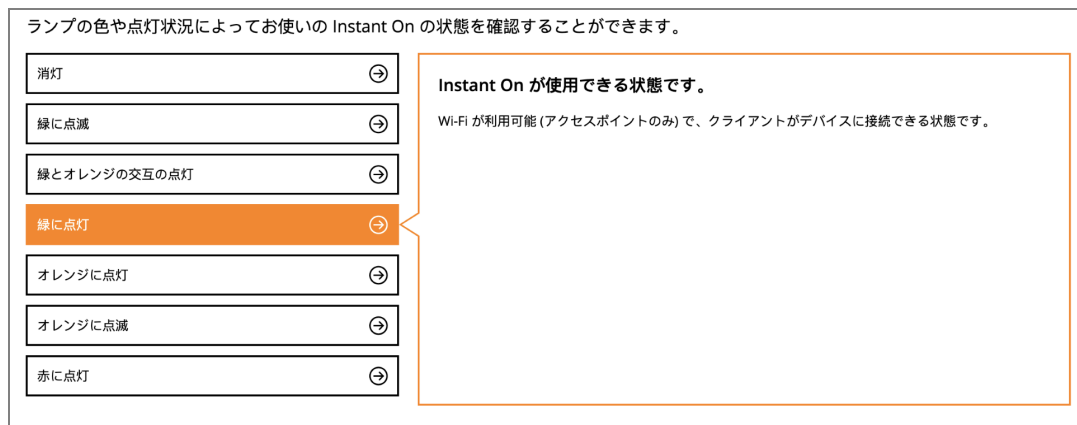 ランプの色や点灯状況によってお使いの Instant On の状態を確認することができます。
消灯
緑に点滅
緑とオレンジの交互の点灯
緑に点灯
オレンジに点灯
オレンジに点滅
赤に点灯
Instant On が使用できる状態です。
Wi-Fi が利用可能 (アクセスポイントのみ) で、クライアントがデバイスに接続できる状態です。